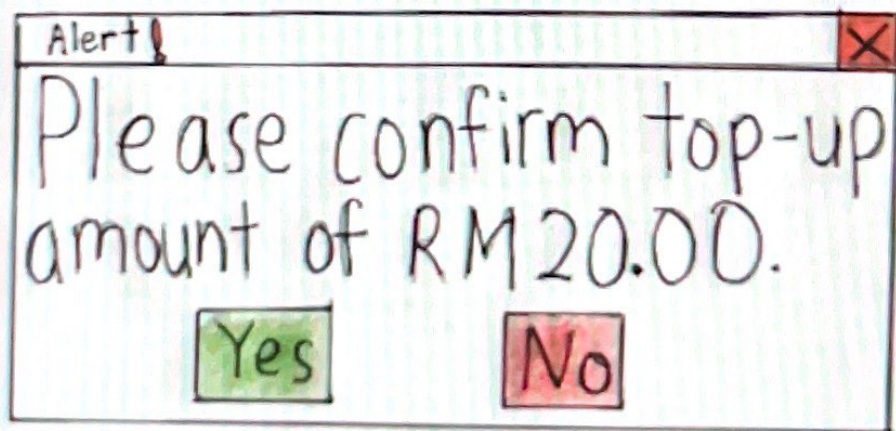 Alert!
X
Please confirm top-up
amount of RM20.00.
Yes No